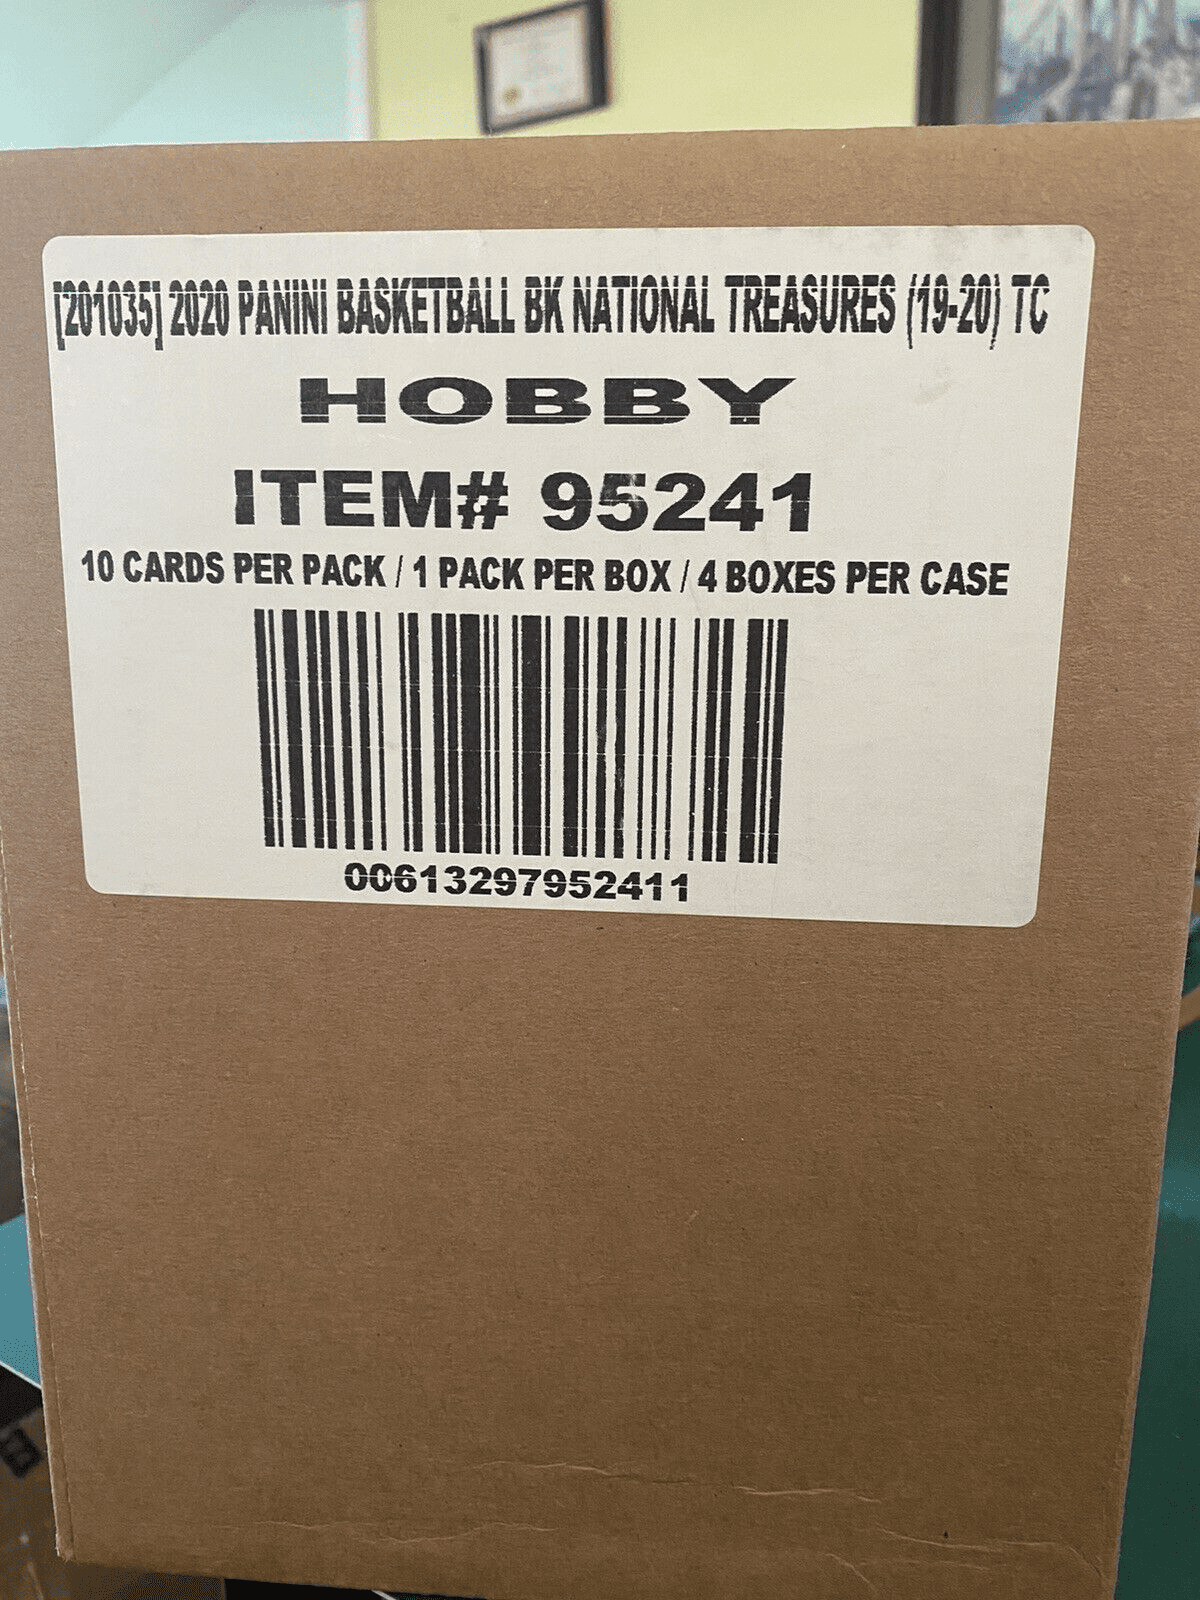 [201035] 2020 PANINI BASKETBALL BK NATIONAL TREASURES (19-20) TC
HOBBY
ITEM# 95241
10 CARDS PER PACK / 1 PACK PER BOX / 4 BOXES PER CASE
00613297952411